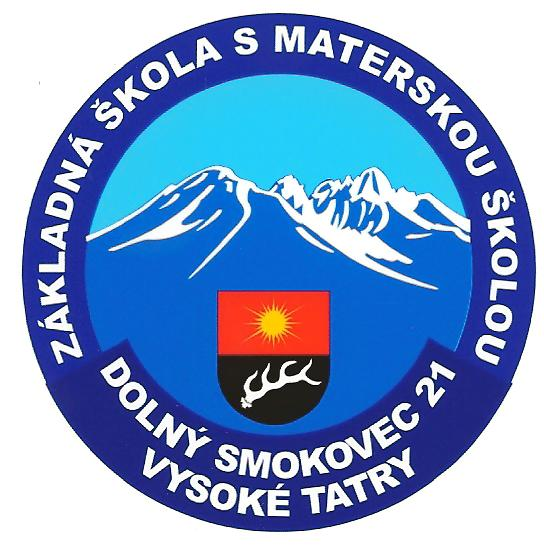 ZÁKLADNÁ ŠKOLA S MATERSKOU ŠKOLOU
DOLNÝ SMOKOVEC 21
VYSOKÉ TATRY